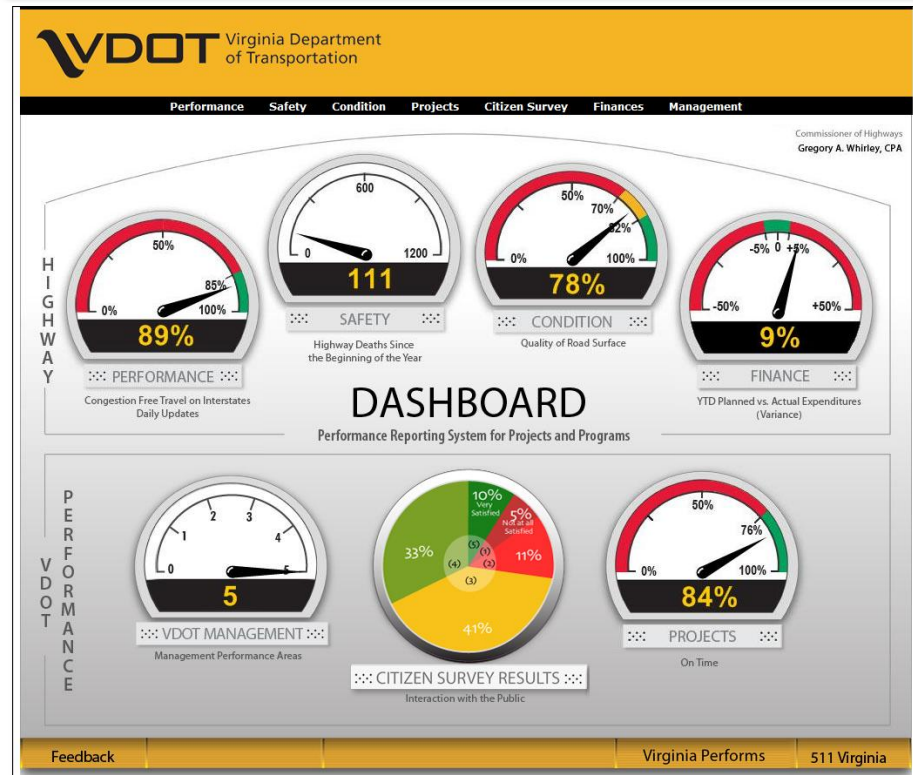 VDOT Virginia Department
of Transportation
Performance Safety Condition Projects Citizen Survey Finances Management
Commissioner of Highways
Gregory A. Whirley, CPA
HIGHWAY
0% 50% 85% 100%
89%
PERFORMANCE
Congestion Free Travel on Interstates
Daily Updates
0 600 1200
111
SAFETY
Highway Deaths Since
the Beginning of the Year
0% 50% 70% 82% 100%
78%
CONDITION
Quality of Road Surface
-50% -5% 0 +5% +50%
9%
FINANCE
YTD Planned vs. Actual Expenditures
(Variance)
DASHBOARD
Performance Reporting System for Projects and Programs
VDOT
PERFORMANCE
0 1 2 3 4 5
5
VDOT MANAGEMENT
Management Performance Areas
10%
Very
Satisfied
5%
Not at all
Satisfied
33%
11%
41%
(5)
(1)
(4)
(2)
(3)
CITIZEN SURVEY RESULTS
Interaction with the Public
0% 50% 76% 100%
84%
PROJECTS
On Time
Feedback
Virginia Performs
511 Virginia